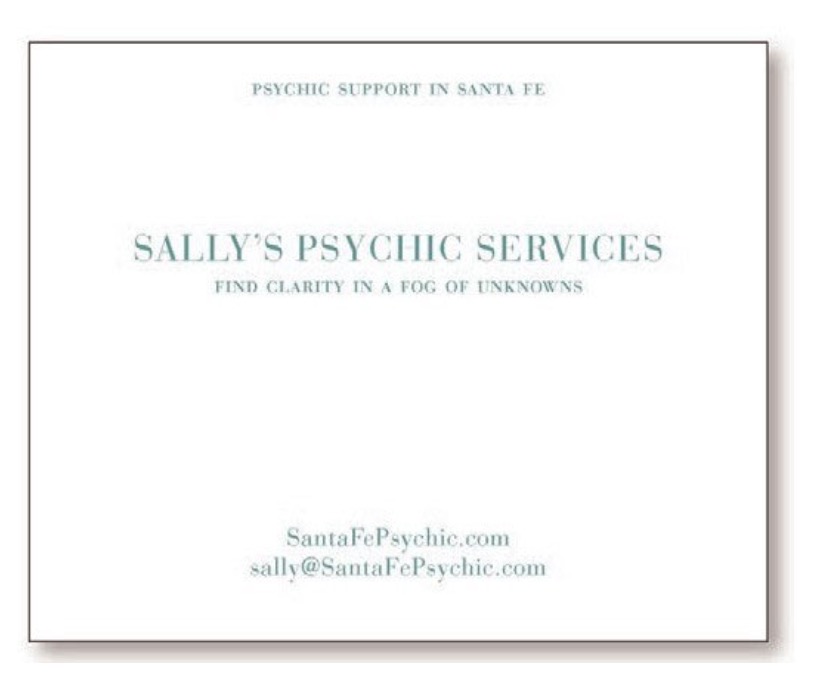 PSYCHIC SUPPORT IN SANTA FE
SALLY'S PSYCHIC SERVICES
FIND CLARITY IN A FOG OF UNKNOWNS
SantaFePsychic.com
sally@SantaFePsychic.com